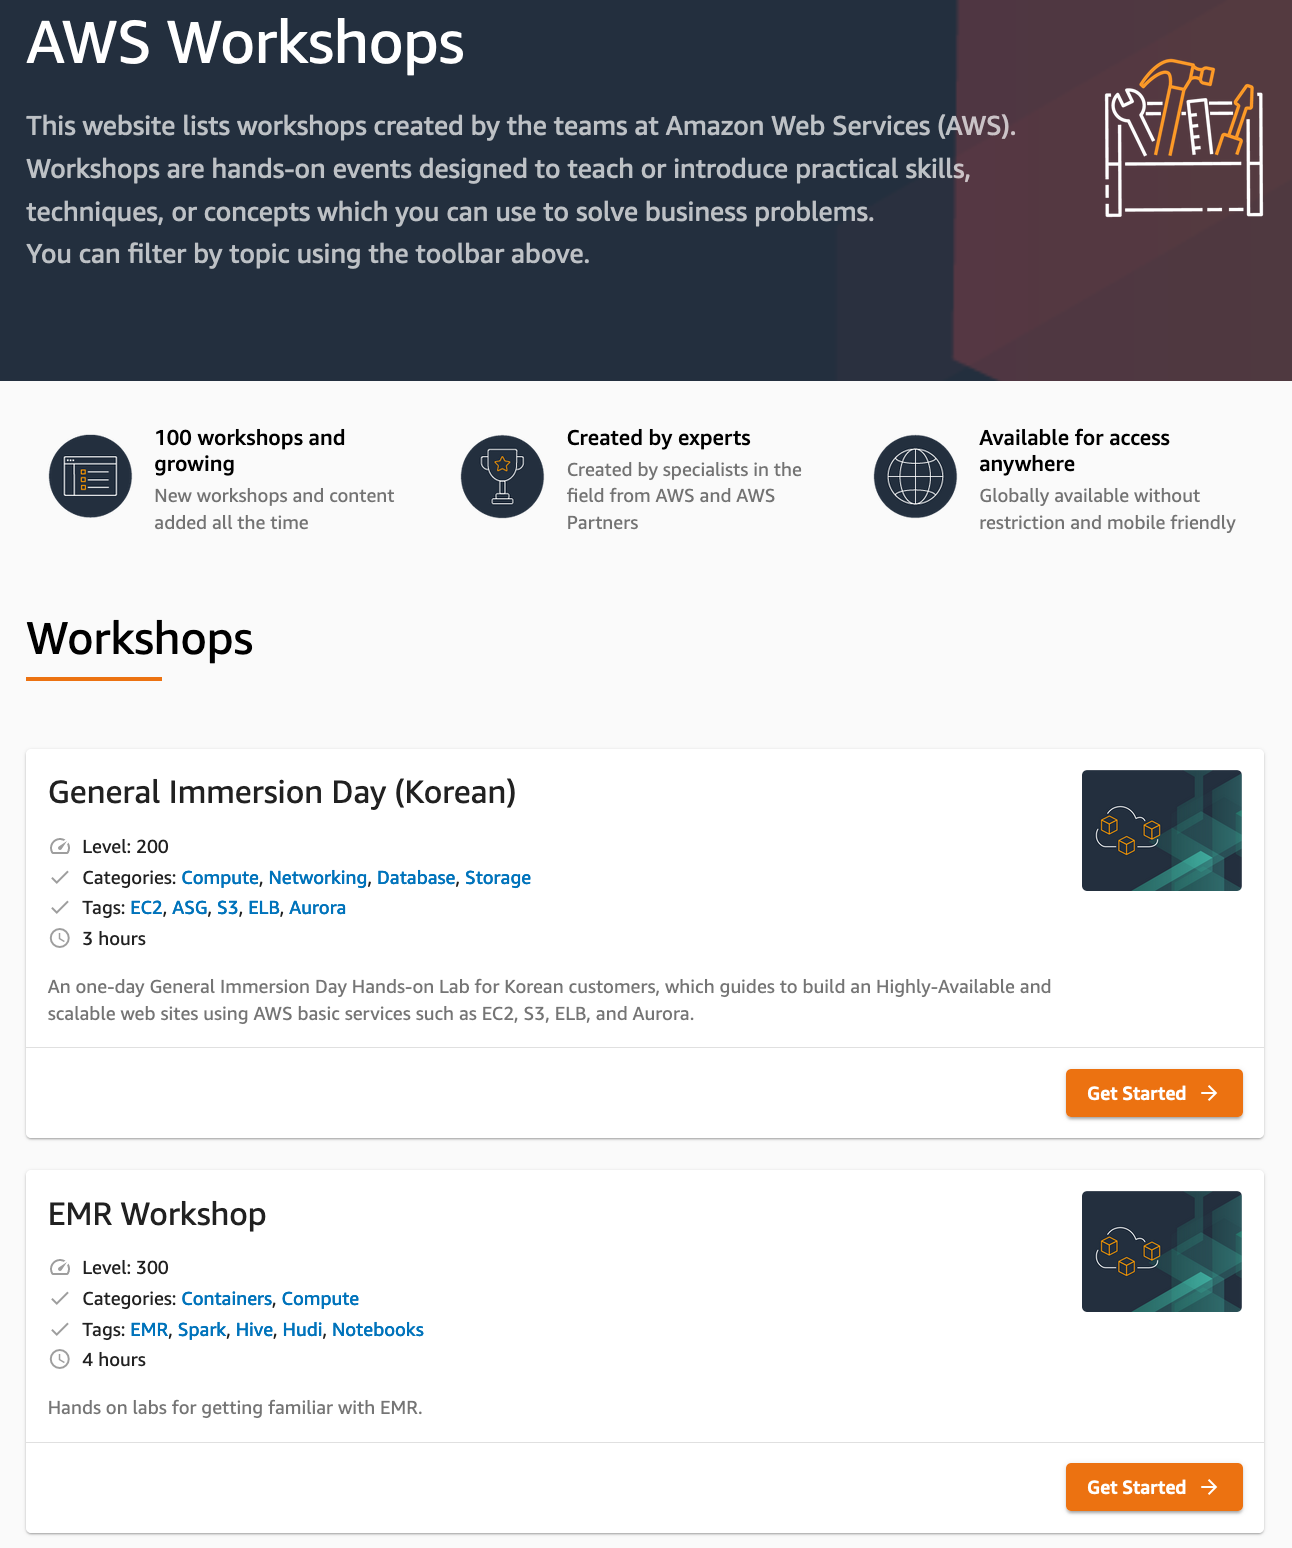 AWS Workshops
This website lists workshops created by the teams at Amazon Web Services (AWS).
Workshops are hands-on events designed to teach or introduce practical skills,
techniques, or concepts which you can use to solve business problems.
You can filter by topic using the toolbar above.
100 workshops and
growing
New workshops and content
added all the time
Created by experts
Created by specialists in the
field from AWS and AWS
Partners
Available for access
anywhere
Globally available without
restriction and mobile friendly
Workshops
General Immersion Day (Korean)
Level: 200
Categories: Compute, Networking, Database, Storage
Tags: EC2, ASG, S3, ELB, Aurora
3 hours
An one-day General Immersion Day Hands-on Lab for Korean customers, which guides to build an Highly-Available and
scalable web sites using AWS basic services such as EC2, S3, ELB, and Aurora.
Get Started
EMR Workshop
Level: 300
Categories: Containers, Compute
Tags: EMR, Spark, Hive, Hudi, Notebooks
4 hours
Hands on labs for getting familiar with EMR.
Get Started